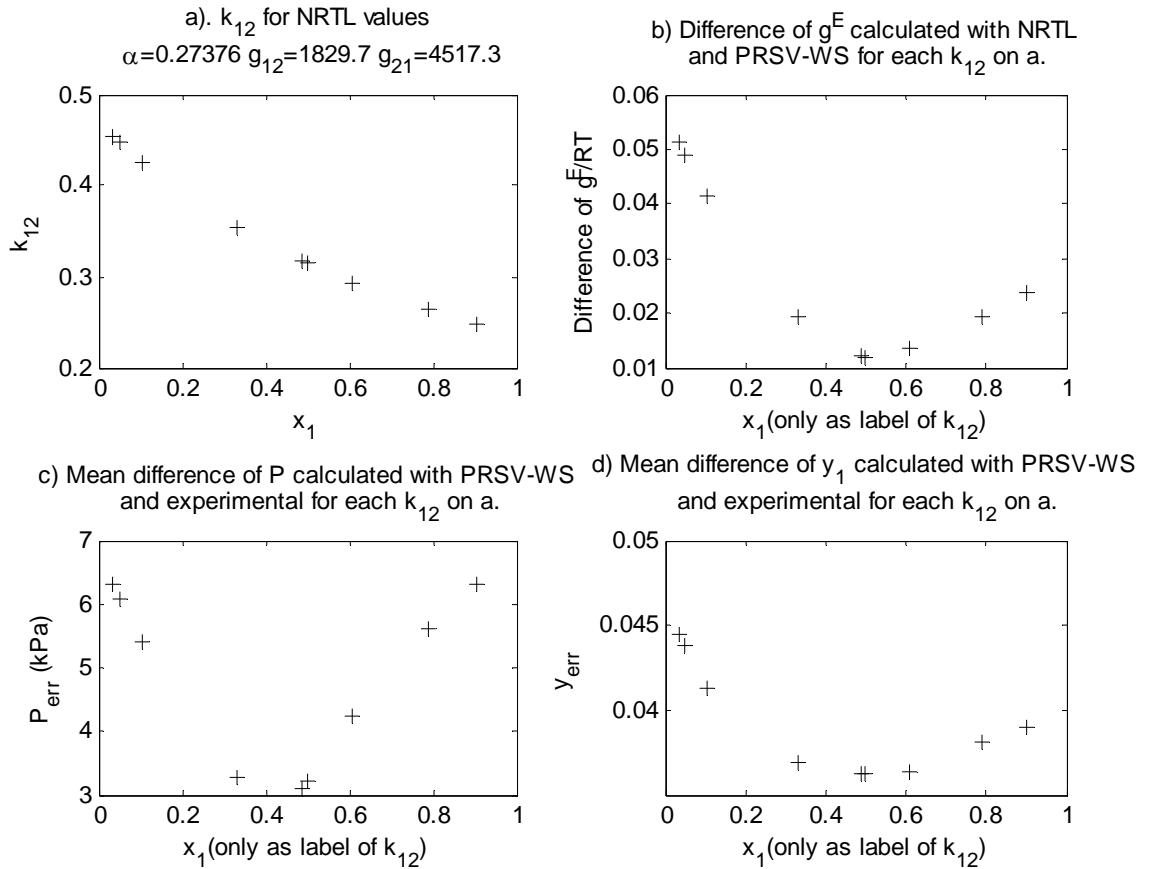 a). k12 for NRTL values
α=0.27376 g12=1829.7 g21=4517.3
0.5
0.4
0.3
0.2
k12
0 0.2 0.4 0.6 0.8 1
x1
b) Difference of gE calculated with NRTL
and PRSV-WS for each k12 on a.
0.06
0.05
0.04
0.03
0.02
0.01
Difference of gE/RT
0 0.2 0.4 0.6 0.8 1
x1(only as label of k12)
c) Mean difference of P calculated with PRSV-WS
and experimental for each k12 on a.
7
6
5
4
3
Perr (kPa)
0 0.2 0.4 0.6 0.8 1
x1(only as label of k12)
d) Mean difference of y1 calculated with PRSV-WS
and experimental for each k12 on a.
0.05
0.045
0.04
yerr
0 0.2 0.4 0.6 0.8 1
x1(only as label of k12)